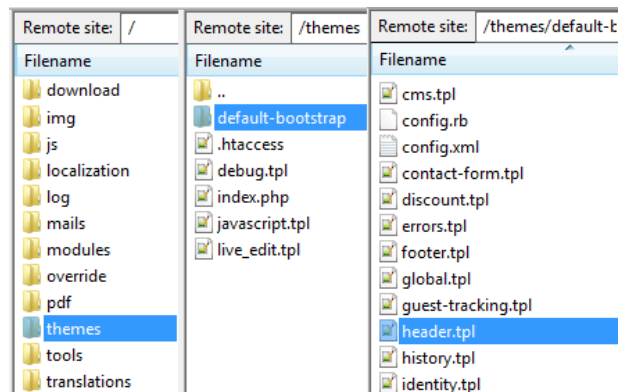 Remote site: /
Filename
download
img
js
localization
log
mails
modules
override
pdf
themes
tools
translations
Remote site: /themes
Filename
..
default-bootstrap
.htaccess
debug.tpl
index.php
javascript.tpl
live_edit.tpl
Remote site: /themes/default-b
Filename
cms.tpl
config.rb
config.xml
contact-form.tpl
discount.tpl
errors.tpl
footer.tpl
global.tpl
guest-tracking.tpl
header.tpl
history.tpl
identity.tpl